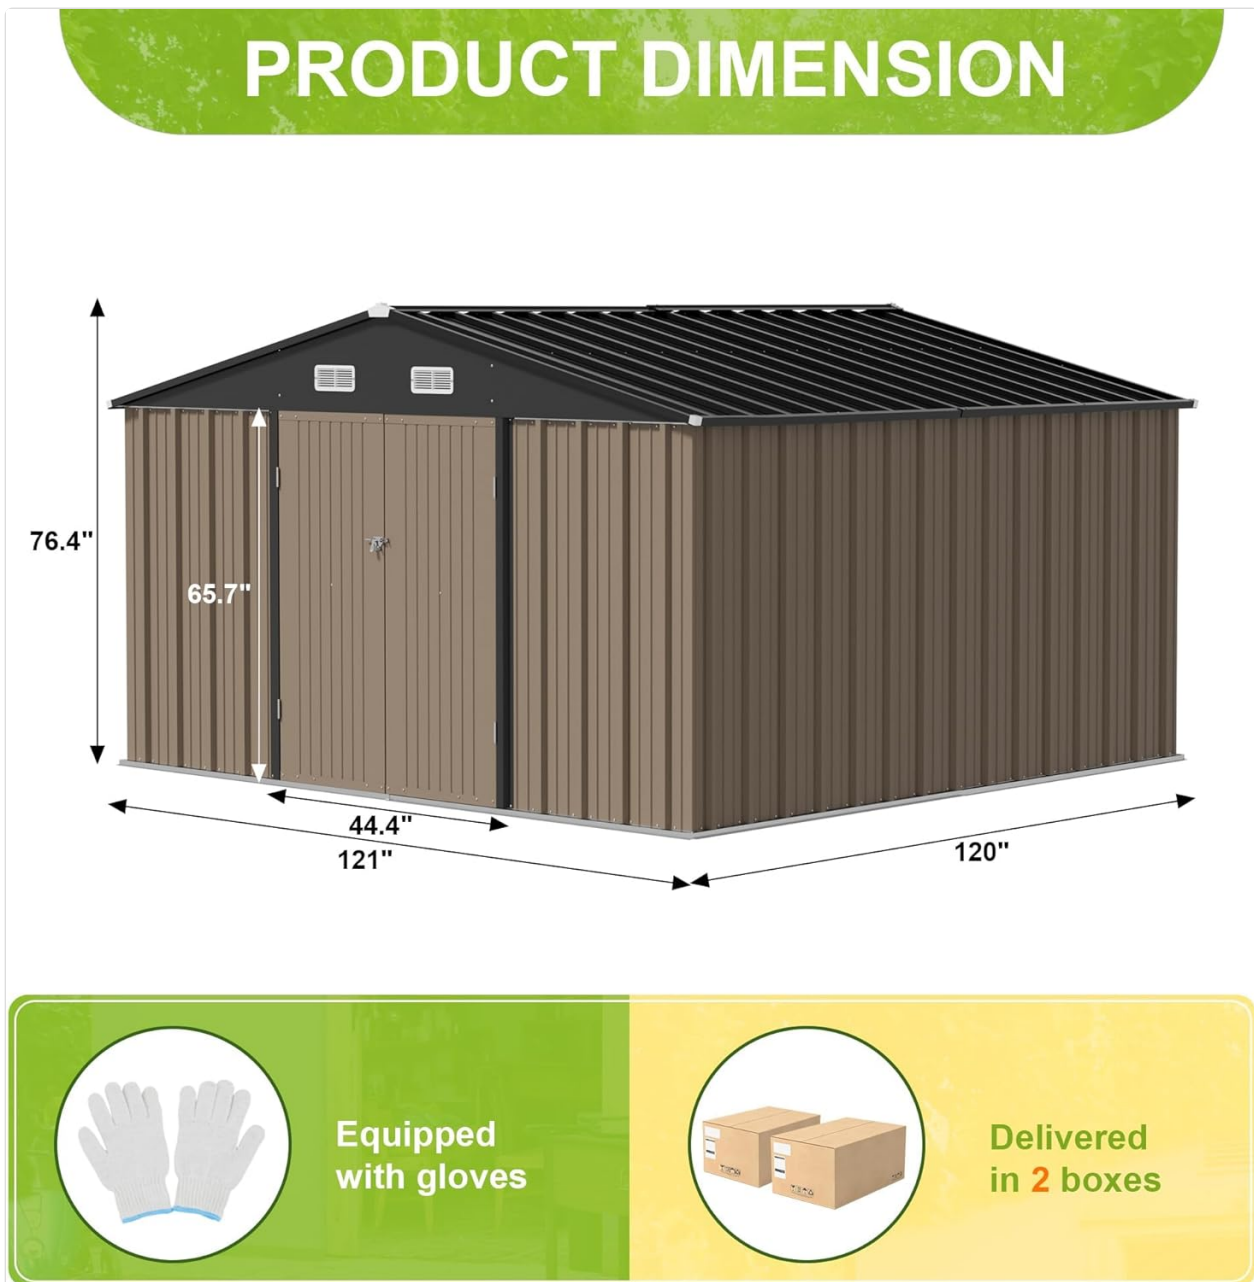 PRODUCT DIMENSION
76.4"
65.7"
44.4"
121"
120"
Equipped
with gloves
Delivered
in 2 boxes